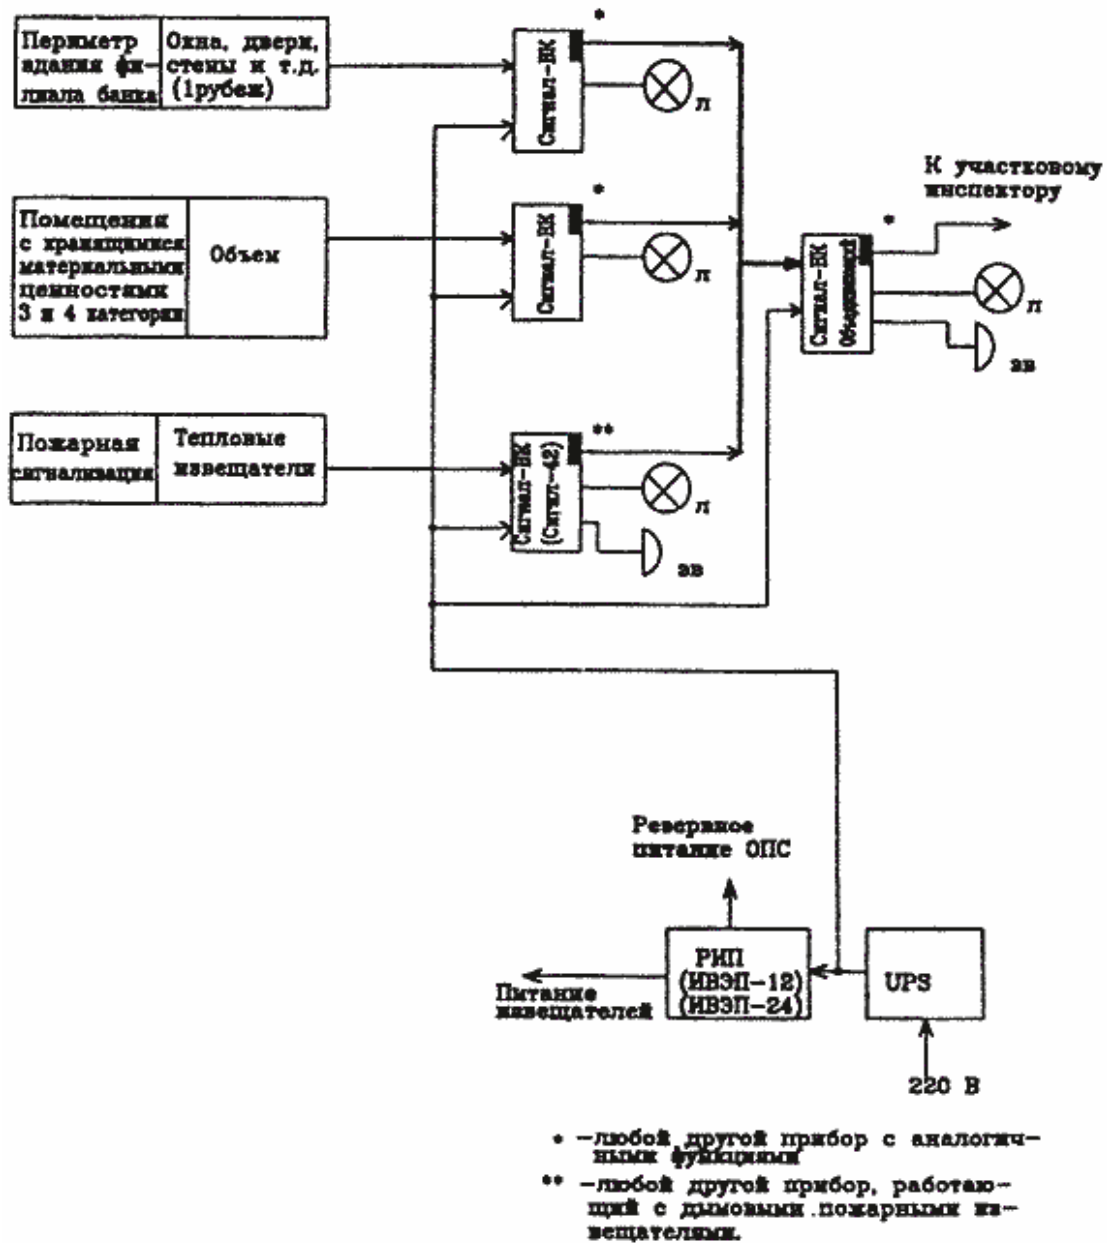 *
Периметр
здания фи-
лиала банка
Окна, двери,
стены и т.д.
(1рубеж)
Сигнал-ВК
Л
К участковому
инспектору
*
Помещения
с хранящимися
материальными
ценностями
3 и 4 категории
Объем
Сигнал-ВК
Л
*
Сигнал-ВК
Объединенный
Л
зв
Пожарная
сигнализация
Тепловые
извещатели
**
Сигнал-ВК
(Сигнал-42)
Л
зв
Резервное
питание ОПС
РИП
(ИВЭП-12)
(ИВЭП-24)
UPS
Питание
извещателей
220 В
* -любой другой прибор с аналогич-
ными функциями
** -любой другой прибор, работаю-
щий с дымовыми пожарными из-
вещателями.